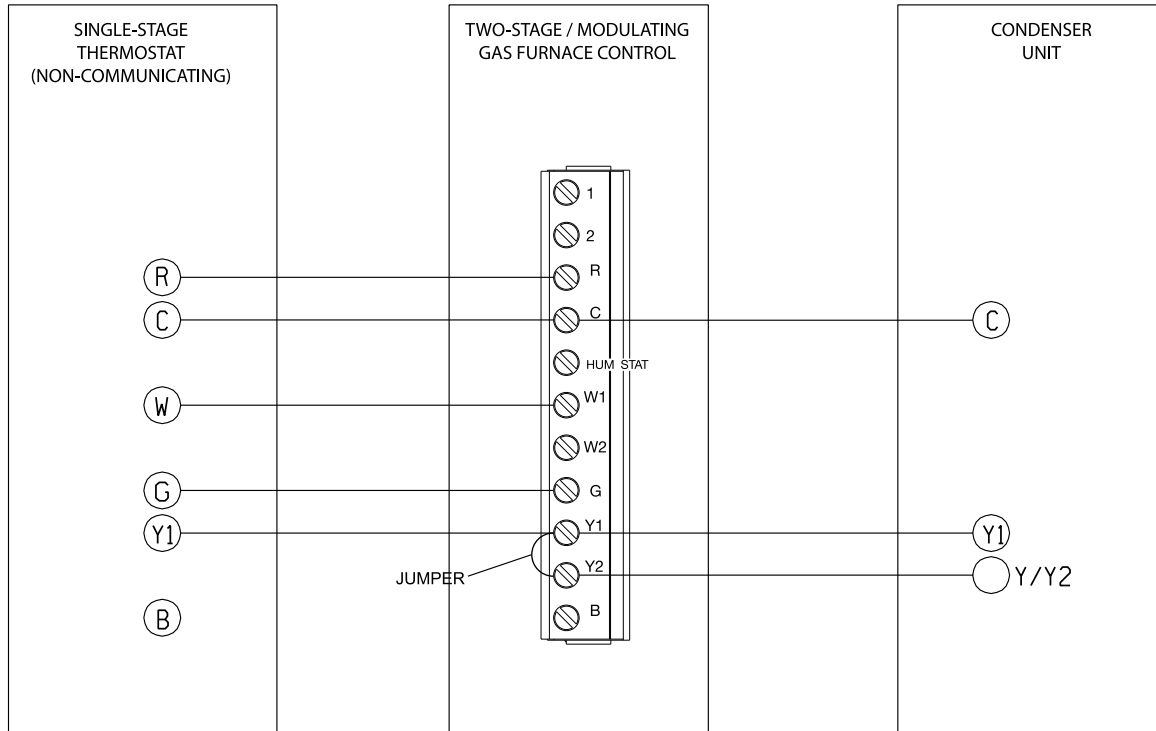 SINGLE-STAGE
THERMOSTAT
(NON-COMMUNICATING)
TWO-STAGE / MODULATING
GAS FURNACE CONTROL
CONDENSER
UNIT
1
2
R
R
C
C
C
HUM STAT
W
W1
W2
G
G
Y1
Y1
Y1
JUMPER
Y2
Y/Y2
B
B